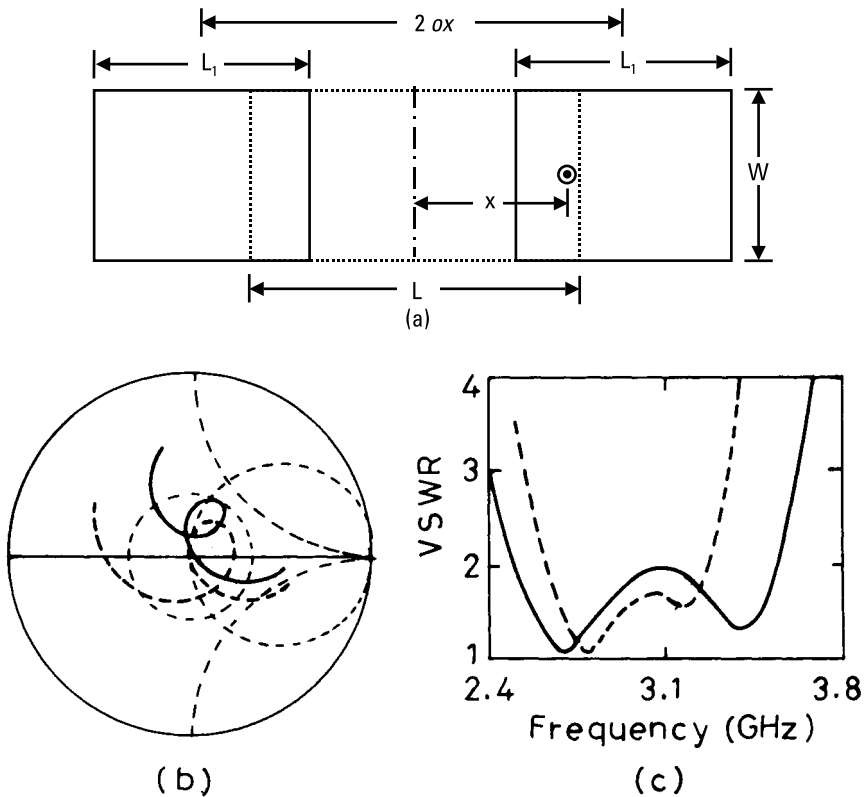 2 ox
L₁ L₁
W
x
L
(a)
4
3
2
1
VSWR
2.4 3.1 3.8
Frequency (GHz)
(b) (c)